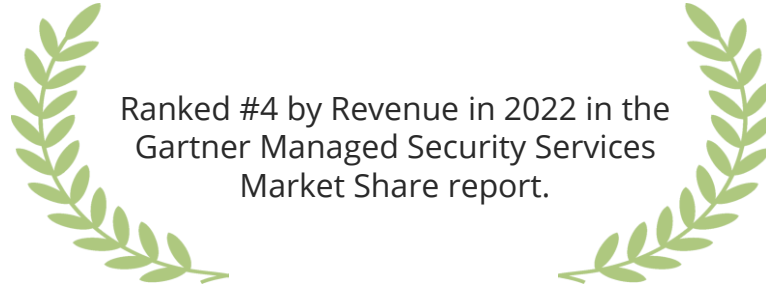 Ranked #4 by Revenue in 2022 in the
Gartner Managed Security Services
Market Share report.